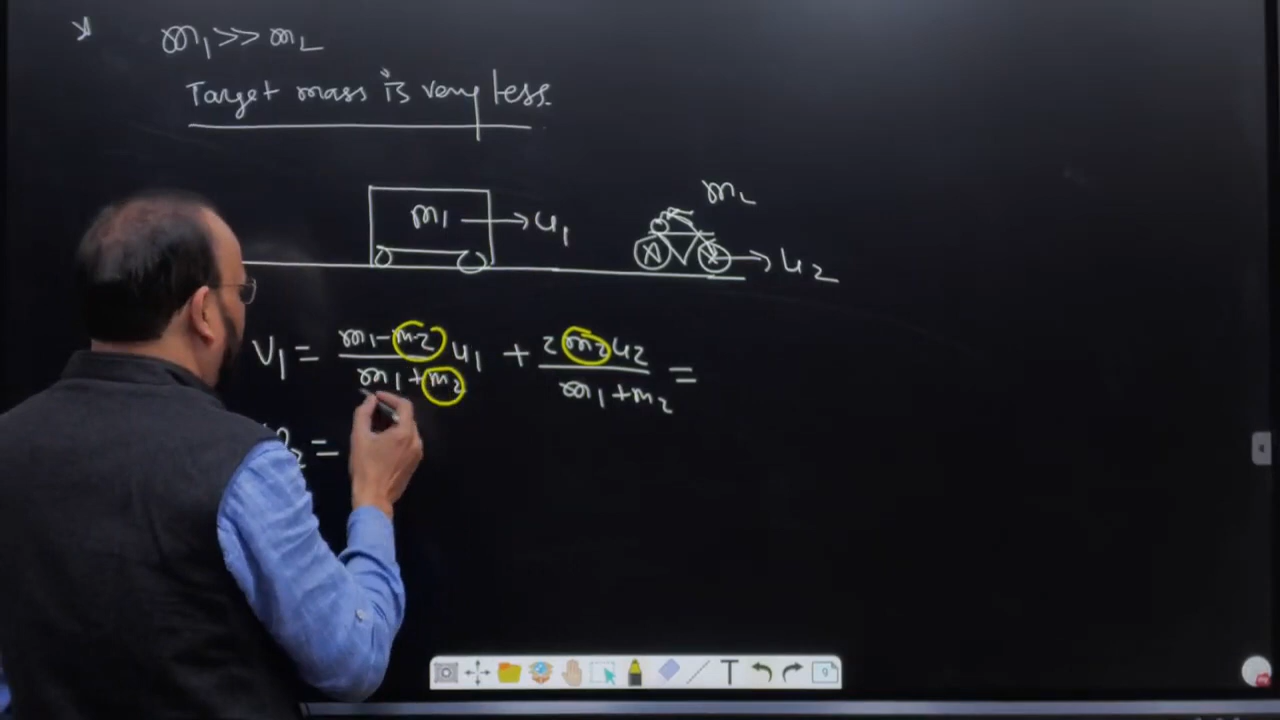 m₁ >> m₂
Target mass is very less.
m₁ → u₁
m₂
→ u₂
V₁ = (m₁-m₂)/(m₁+m₂) u₁ + 2m₂u₂/(m₁+m₂) =
₂ =
T